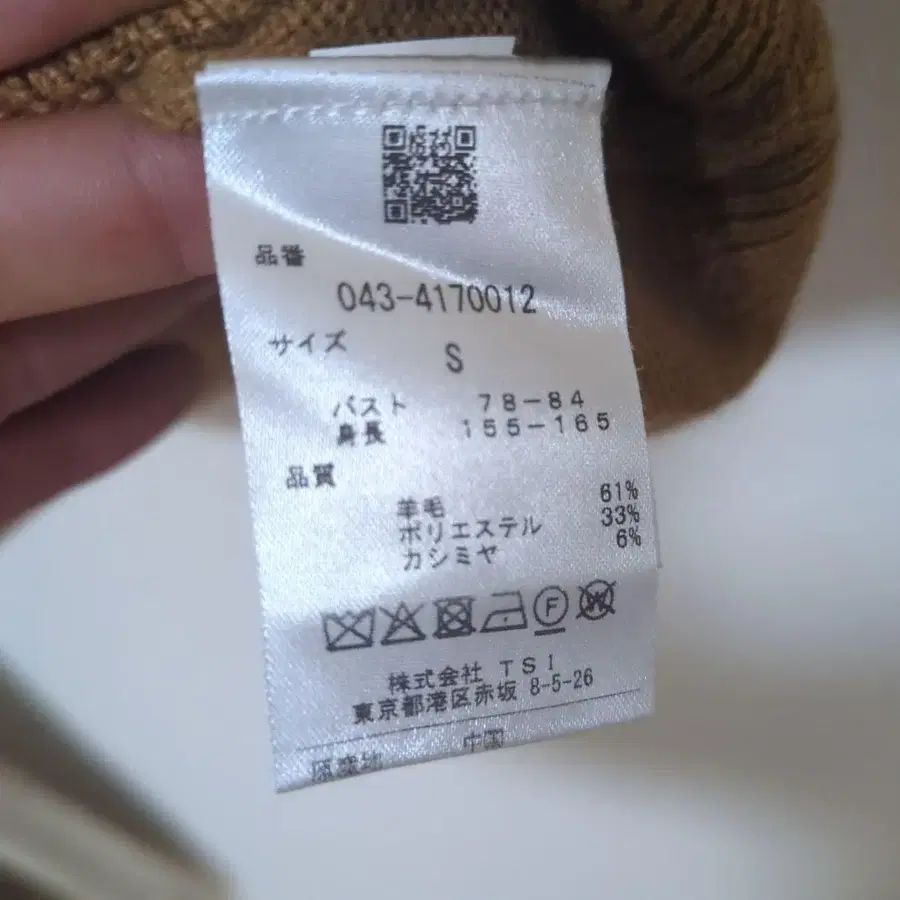 品番
043-4170012
サイズ S
バスト 78-84
身長 155-165
品質
羊毛 61%
ポリエステル 33%
カシミヤ 6%
F W
株式会社 TSI
東京都港区赤坂 8-5-26
原産地 中国